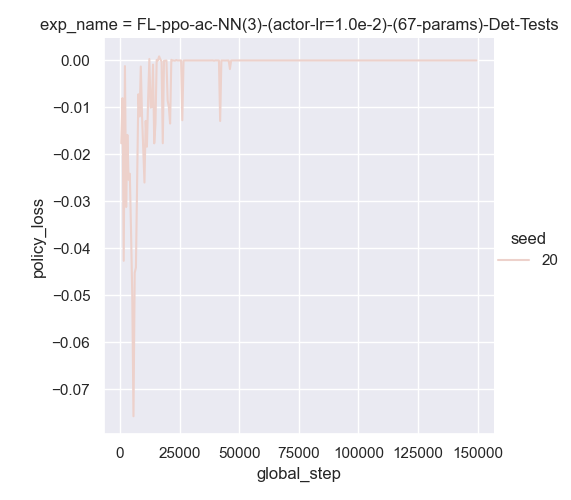 exp_name = FL-ppo-ac-NN(3)-(actor-lr=1.0e-2)-(67-params)-Det-Tests
0.00
−0.01
−0.02
−0.03
−0.04
−0.05
−0.06
−0.07
policy_loss
seed
20
0 25000 50000 75000 100000 125000 150000
global_step